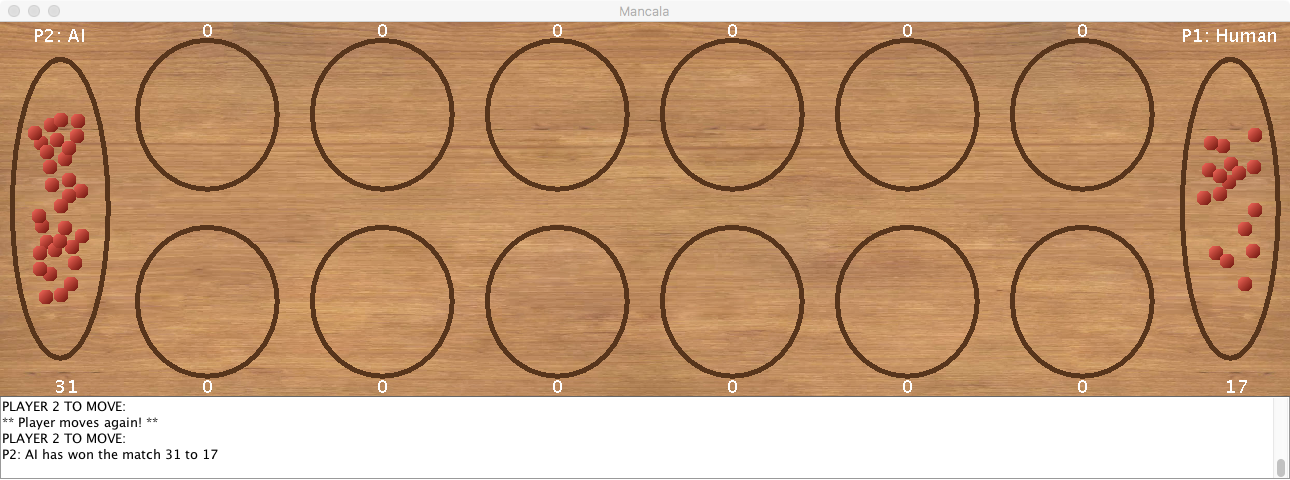 Mancala
P2: AI
0 0 0 0 0 0
P1: Human
31
0 0 0 0 0 0
17
PLAYER 2 TO MOVE:
** Player moves again! **
PLAYER 2 TO MOVE:
P2: AI has won the match 31 to 17